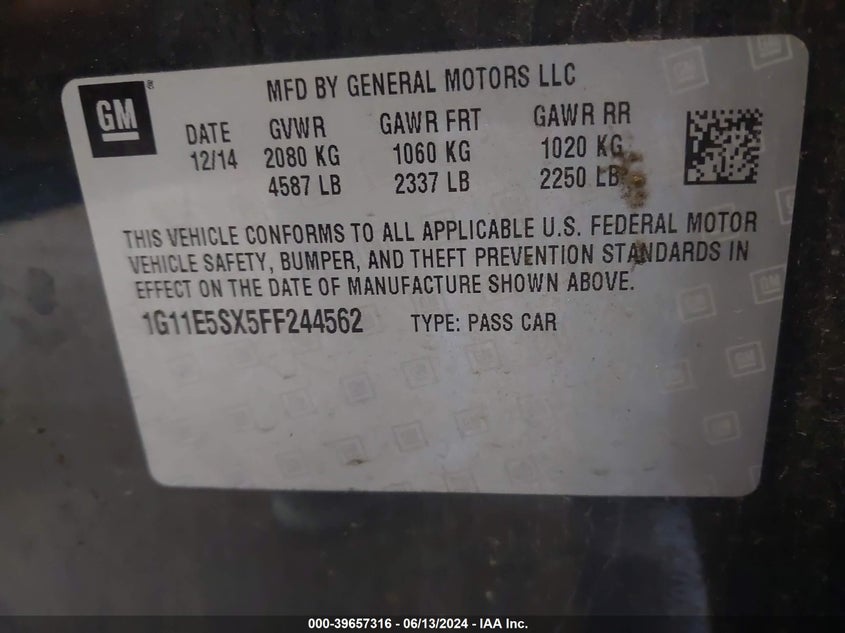 GM
®
MFD BY GENERAL MOTORS LLC
DATE GVWR GAWR FRT GAWR RR
12/14 2080 KG 1060 KG 1020 KG
4587 LB 2337 LB 2250 LB
THIS VEHICLE CONFORMS TO ALL APPLICABLE U.S. FEDERAL MOTOR
VEHICLE SAFETY, BUMPER, AND THEFT PREVENTION STANDARDS IN
EFFECT ON THE DATE OF MANUFACTURE SHOWN ABOVE.
1G11E5SX5FF244562 TYPE: PASS CAR
000-39657316 - 06/13/2024 - IAA Inc.